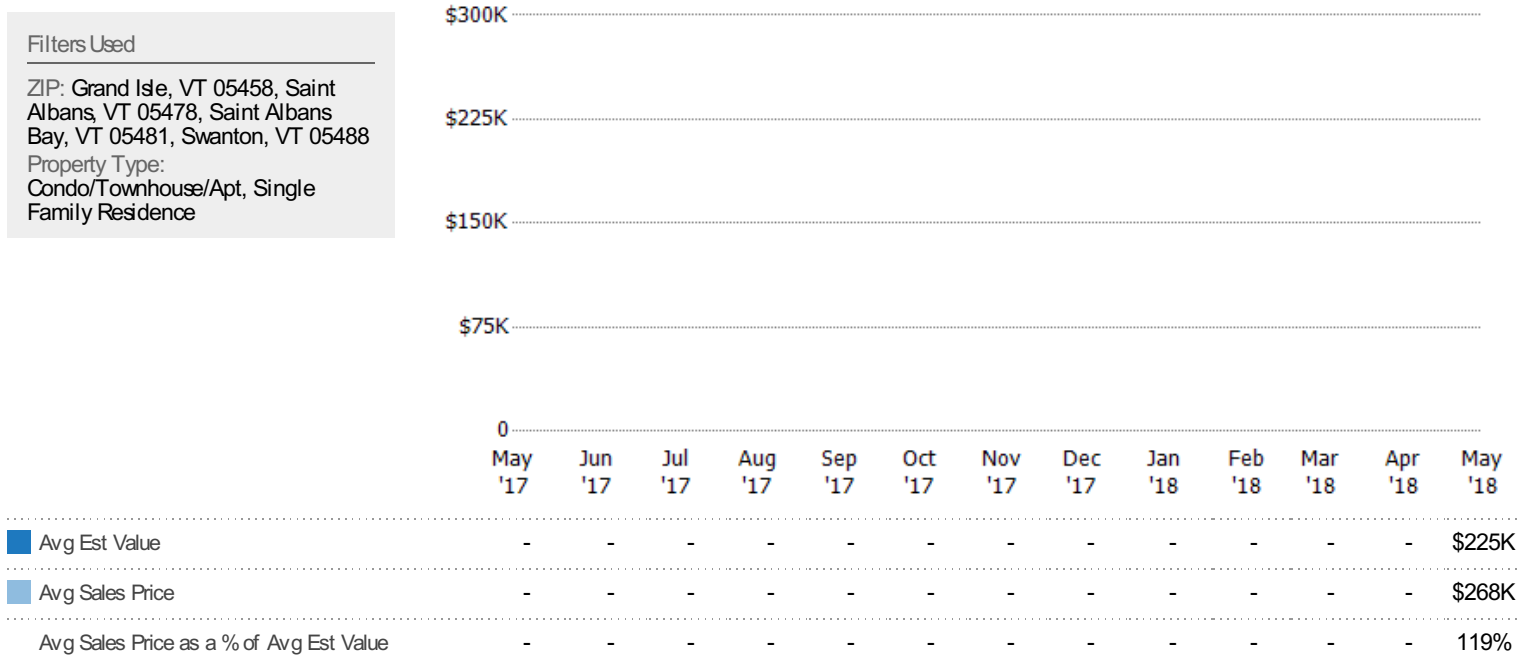 Filters Used
ZIP: Grand Isle, VT 05458, Saint
Albans, VT 05478, Saint Albans
Bay, VT 05481, Swanton, VT 05488
Property Type:
Condo/Townhouse/Apt, Single
Family Residence
$300K
$225K
$150K
$75K
0
May Jun Jul Aug Sep Oct Nov Dec Jan Feb Mar Apr May
'17 '17 '17 '17 '17 '17 '17 '17 '18 '18 '18 '18 '18
Avg Est Value - - - - - - - - - - - - $225K
Avg Sales Price - - - - - - - - - - - - $268K
Avg Sales Price as a % of Avg Est Value - - - - - - - - - - - - 119%